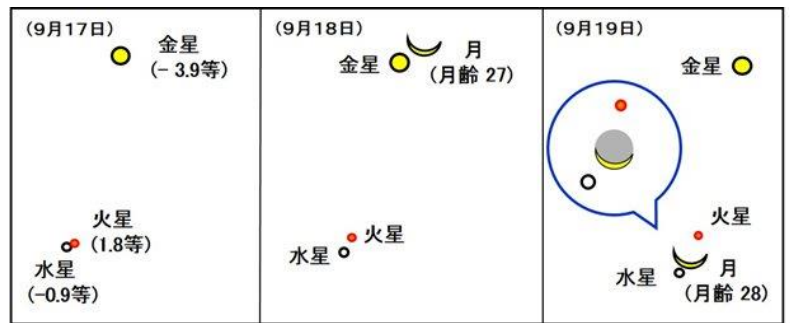 (9月17日)
金星
(− 3.9等)
火星
(1.8等)
水星
(−0.9等)
(9月18日)
月
金星
(月齢 27)
火星
水星
(9月19日)
金星
火星
水星
月
(月齢 28)